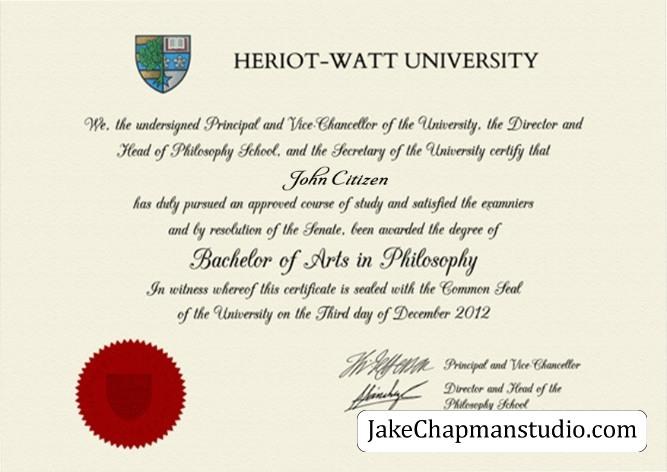 HERIOT-WATT UNIVERSITY
We, the undersigned Principal and Vice-Chancellor of the University, the Director and
Head of Philosophy School, and the Secretary of the University certify that
John Citizen
has duly pursued an approved course of study and satisfied the examniers
and by resolution of the Senate, been awarded the degree of
Bachelor of Arts in Philosophy
In witness whereof this certificate is sealed with the Common Seal
of the University on the Third day of December 2012
Principal and Vice-Chancellor
Director and Head of the
Philosophy School
JakeChapmanstudio.com